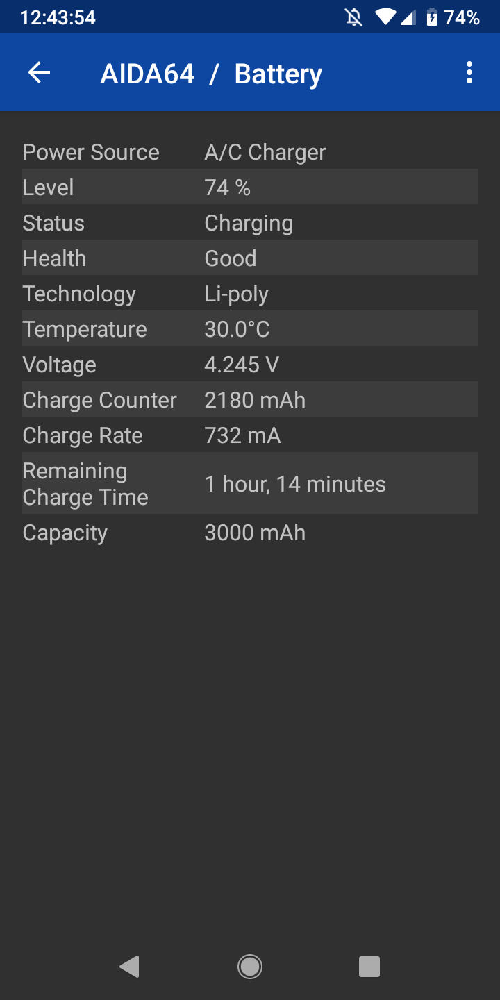 12:43:54 74%
AIDA64 / Battery
Power Source A/C Charger
Level 74 %
Status Charging
Health Good
Technology Li-poly
Temperature 30.0°C
Voltage 4.245 V
Charge Counter 2180 mAh
Charge Rate 732 mA
Remaining
Charge Time 1 hour, 14 minutes
Capacity 3000 mAh